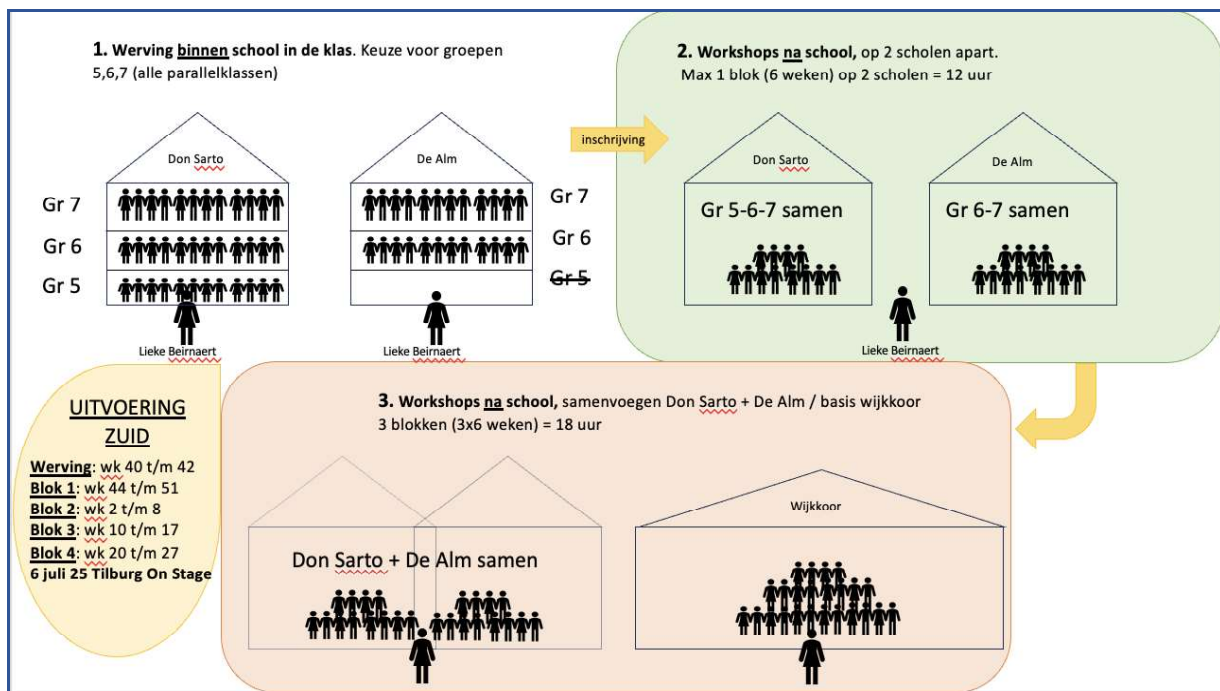 1. Werving binnen school in de klas. Keuze voor groepen
5,6,7 (alle parallelklassen)
Don Sarto
De Alm
Gr 7
Gr 6
Gr 5
Gr 7
Gr 6
Gr 5
Lieke Beirnaert
Lieke Beirnaert
inschrijving
2. Workshops na school, op 2 scholen apart.
Max 1 blok (6 weken) op 2 scholen = 12 uur
Don Sarto
De Alm
Gr 5-6-7 samen
Gr 6-7 samen
Lieke Beirnaert
UITVOERING
ZUID
Werving: wk 40 t/m 42
Blok 1: wk 44 t/m 51
Blok 2: wk 2 t/m 8
Blok 3: wk 10 t/m 17
Blok 4: wk 20 t/m 27
6 juli 25 Tilburg On Stage
3. Workshops na school, samenvoegen Don Sarto + De Alm / basis wijkkoor
3 blokken (3x6 weken) = 18 uur
Don Sarto + De Alm samen
Wijkkoor